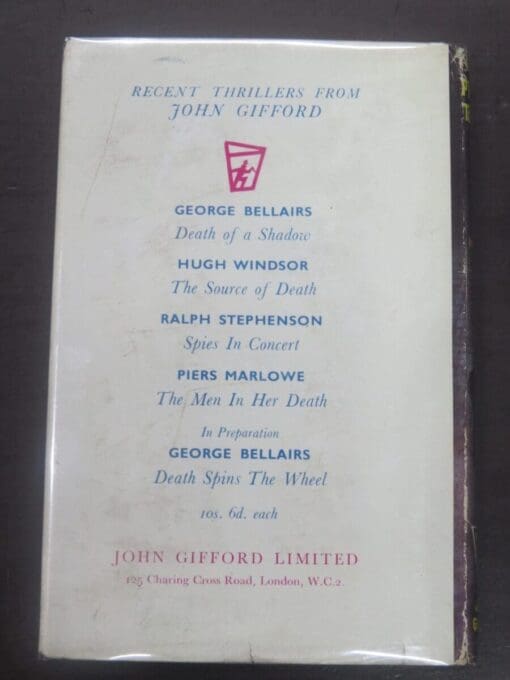 RECENT THRILLERS FROM
JOHN GIFFORD
GEORGE BELLAIRS
Death of a Shadow
HUGH WINDSOR
The Source of Death
RALPH STEPHENSON
Spies In Concert
PIERS MARLOWE
The Men In Her Death
In Preparation
GEORGE BELLAIRS
Death Spins The Wheel
10s. 6d. each
JOHN GIFFORD LIMITED
125 Charing Cross Road, London, W.C.2.